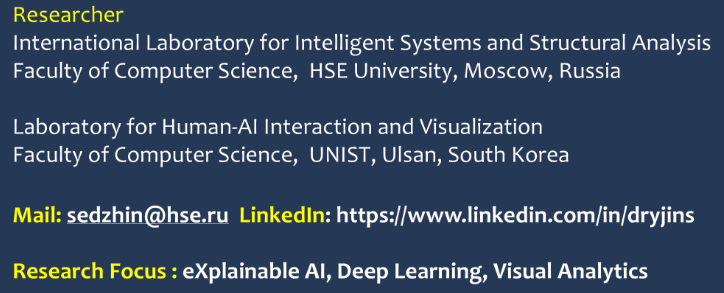 Researcher
International Laboratory for Intelligent Systems and Structural Analysis
Faculty of Computer Science,  HSE University, Moscow, Russia
Laboratory for Human-AI Interaction and Visualization
Faculty of Computer Science,  UNIST, Ulsan, South Korea
Mail: sedzhin@hse.ru  LinkedIn: https://www.linkedin.com/in/dryjins
Research Focus : eXplainable AI, Deep Learning, Visual Analytics